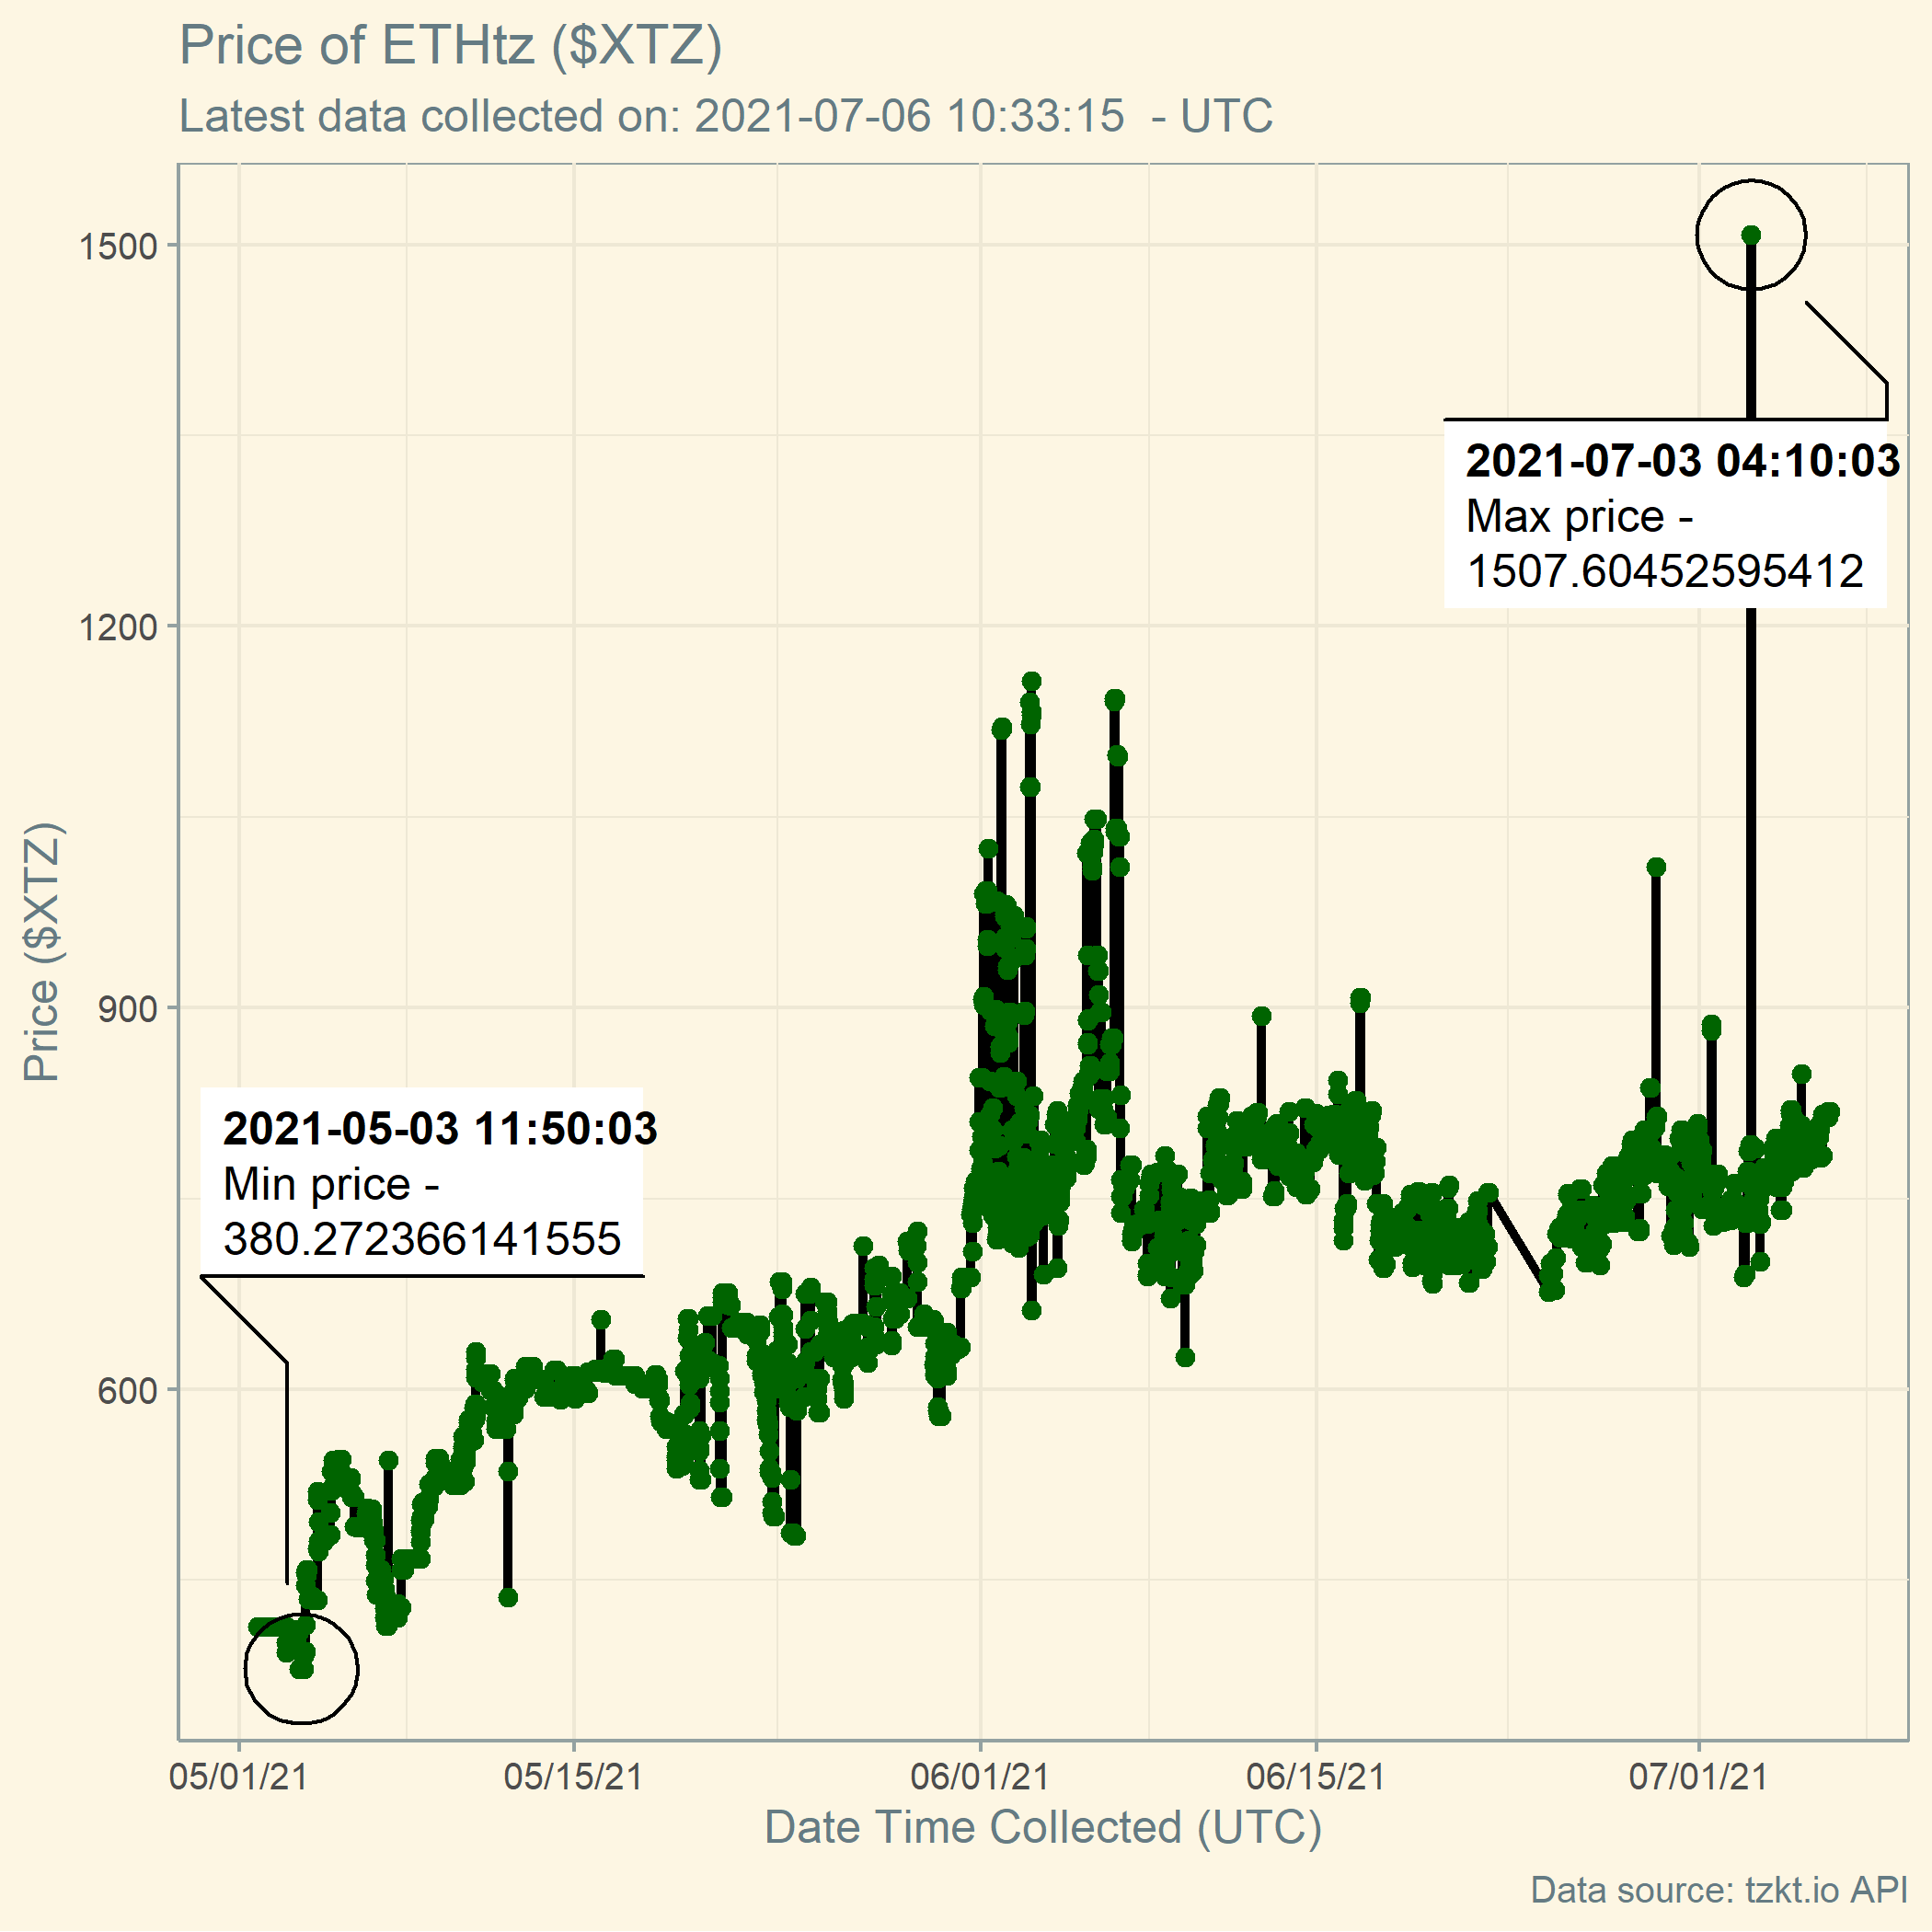 Price of ETHtz ($XTZ)
Latest data collected on: 2021-07-06 10:33:15  - UTC
1500
1200
900
600
Price ($XTZ)
2021-07-03 04:10:03
Max price -
1507.60452595412
2021-05-03 11:50:03
Min price -
380.272366141555
05/01/21
05/15/21
06/01/21
06/15/21
07/01/21
Date Time Collected (UTC)
Data source: tzkt.io API